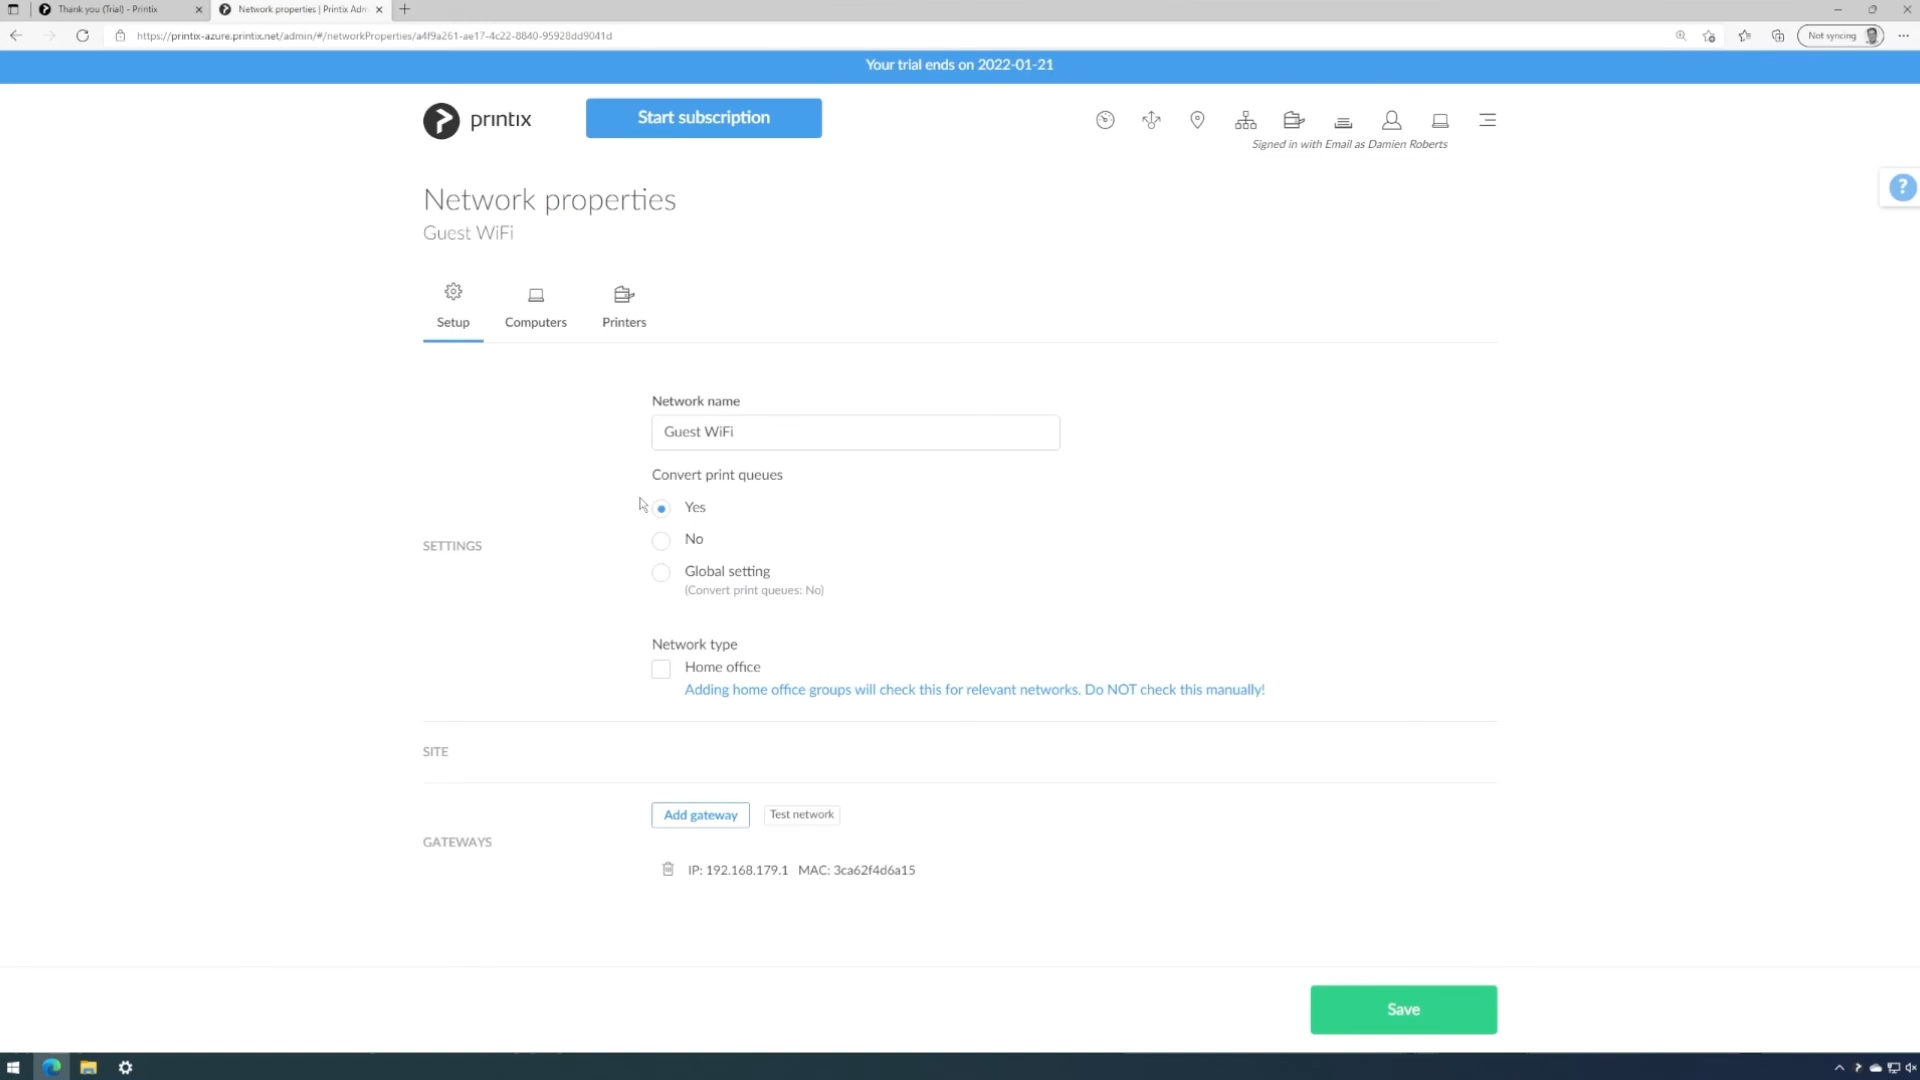 Thank you (Trial) - Printix
Network properties | Printix Adm
https://printix-azure.printix.net/admin/#/networkProperties/a4f9a261-ae17-4c22-8840-95928dd9041d
Not syncing
Your trial ends on 2022-01-21
printix
Start subscription
Signed in with Email as Damien Roberts
?
Network properties
Guest WiFi
Setup
Computers
Printers
Network name
Guest WiFi
Convert print queues
Yes
No
Global setting
(Convert print queues: No)
SETTINGS
Network type
Home office
Adding home office groups will check this for relevant networks. Do NOT check this manually!
SITE
Add gateway
Test network
GATEWAYS
IP: 192.168.179.1 MAC: 3ca62f4d6a15
Save